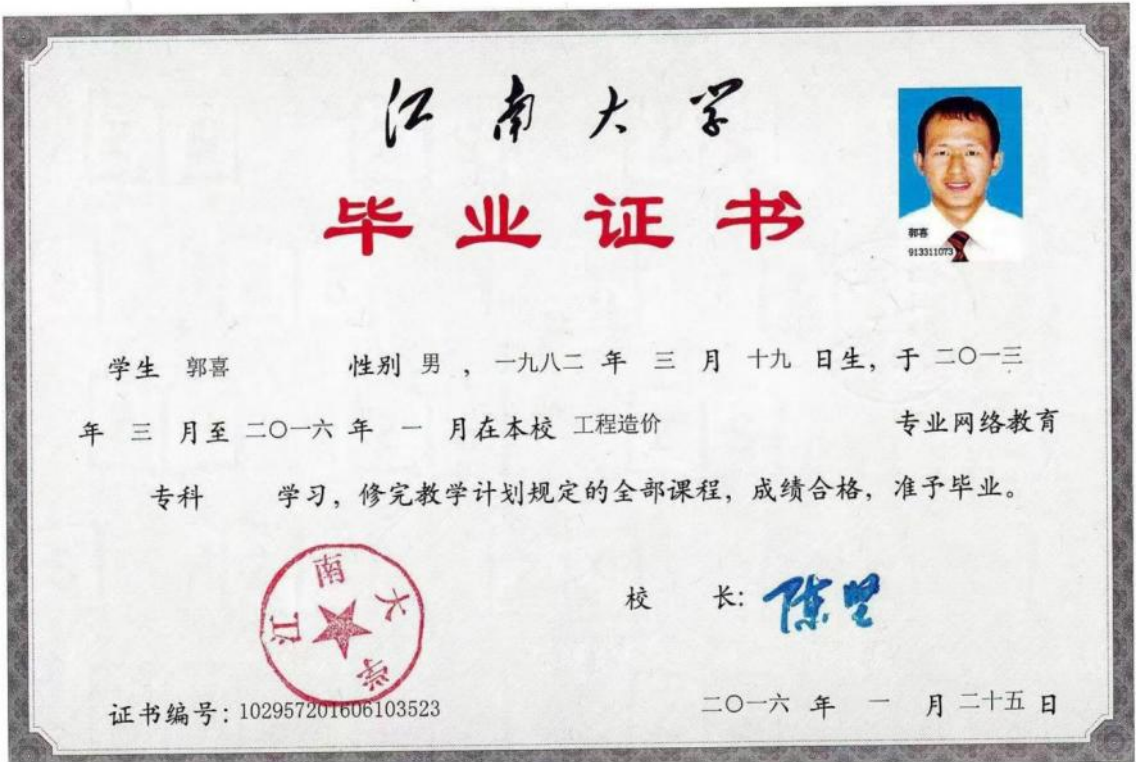 江南大学
毕业证书
郭喜
913311073
学生 郭喜 性别 男 ，一九八二 年 三 月 十九 日生，于 二〇一三
年 三 月至 二〇一六 年 一 月在本校 工程造价 专业网络教育
专科 学习，修完教学计划规定的全部课程，成绩合格，准予毕业。
江南大学
校 长：陈坚
证书编号：102957201606103523
二〇一六 年 一 月 二十五 日